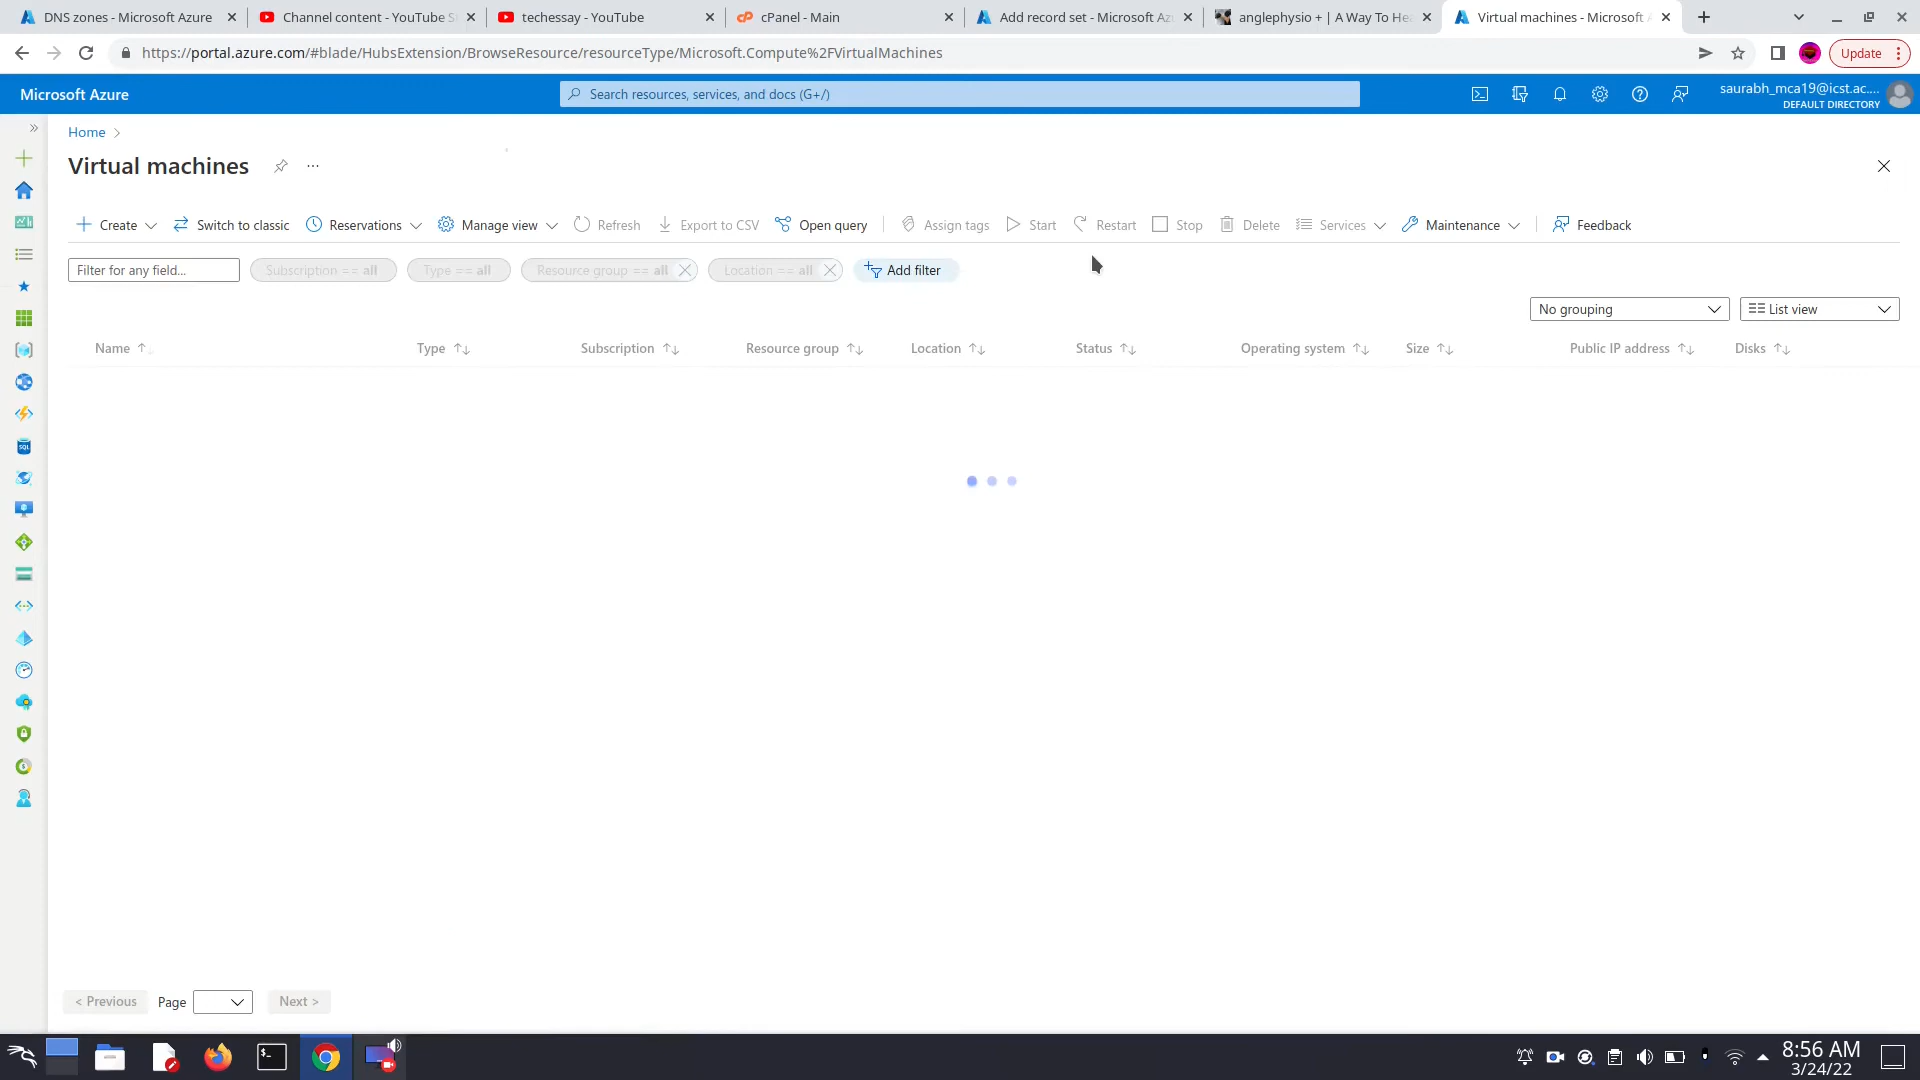 DNS zones - Microsoft Azure
Channel content - YouTube S
techessay - YouTube
cPanel - Main
Add record set - Microsoft Az
anglephysio + | A Way To He
Virtual machines - Microsoft A
https://portal.azure.com/#blade/HubsExtension/BrowseResource/resourceType/Microsoft.Compute%2FVirtualMachines
Update
Microsoft Azure
Search resources, services, and docs (G+/)
saurabh_mca19@icst.ac....
DEFAULT DIRECTORY
Home
Virtual machines
Create
Switch to classic
Reservations
Manage view
Refresh
Export to CSV
Open query
Assign tags
Start
Restart
Stop
Delete
Services
Maintenance
Feedback
Filter for any field...
Subscription == all
Type == all
Resource group == all
Location == all
Add filter
No grouping
List view
Name
Type
Subscription
Resource group
Location
Status
Operating system
Size
Public IP address
Disks
< Previous
Page
Next >
8:56 AM
3/24/22